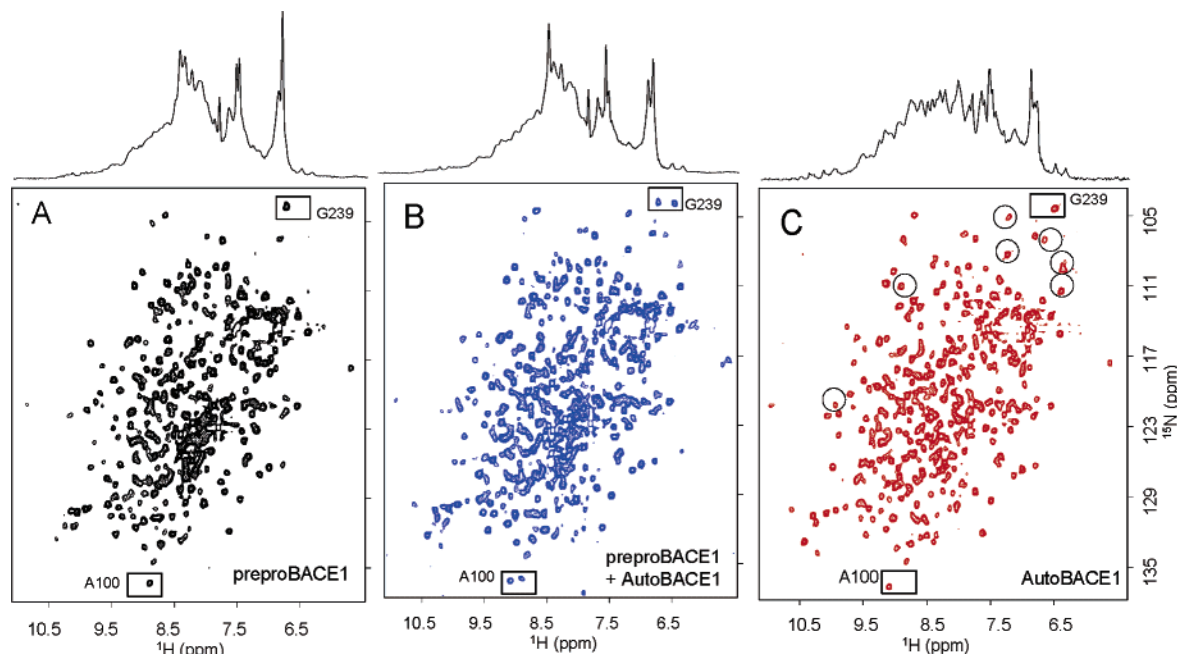 A
G239
A100
preproBACE1
10.5 9.5 8.5 7.5 6.5
¹H (ppm)
B
G239
A100
preproBACE1
+ AutoBACE1
10.5 9.5 8.5 7.5 6.5
¹H (ppm)
C
G239
A100
AutoBACE1
10.5 9.5 8.5 7.5 6.5
¹H (ppm)
105
111
117
123
129
135
¹⁵N (ppm)